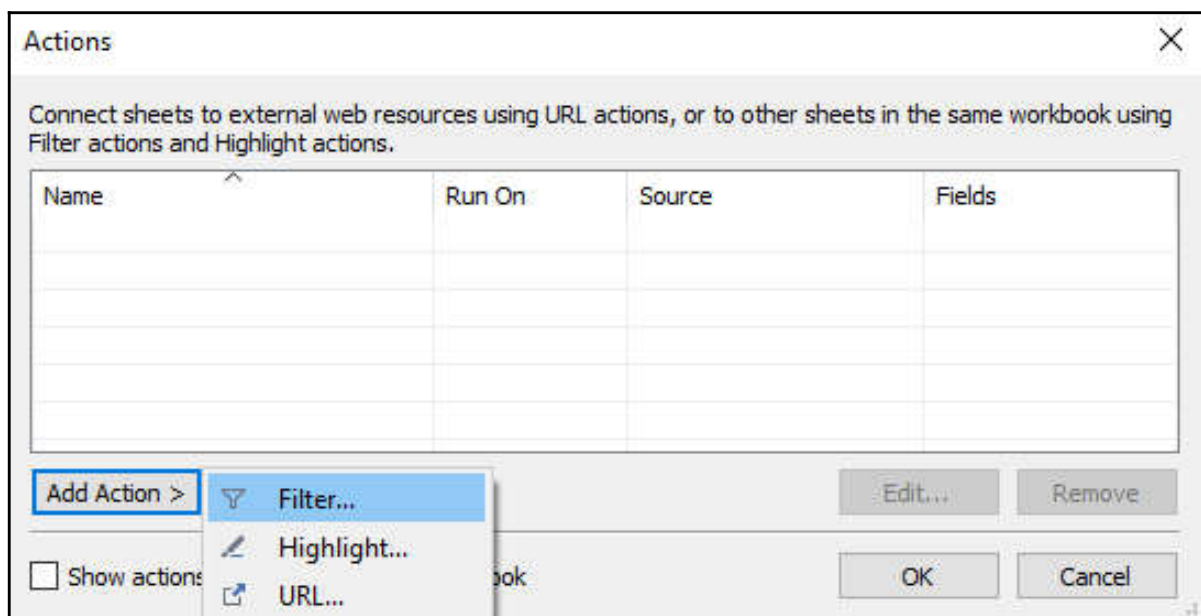 Actions
Connect sheets to external web resources using URL actions, or to other sheets in the same workbook using
Filter actions and Highlight actions.
Name Run On Source Fields
Add Action > Filter... Edit... Remove
Highlight...
Show actions ook OK Cancel
URL...